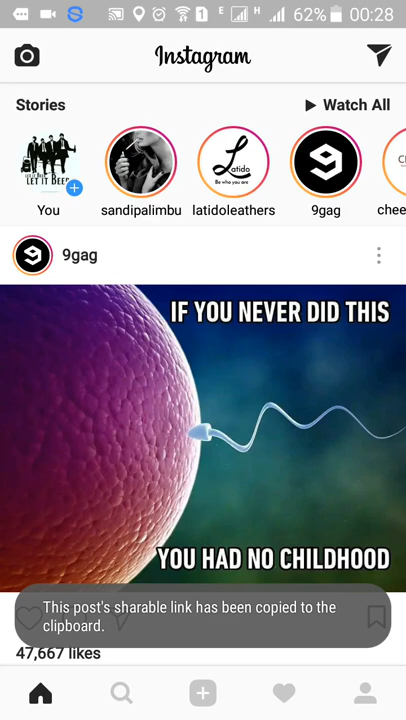 1 E H 62% 00:28
Instagram
Stories
Watch All
LET IT BEEP
You
sandipalimbu
Latido
Be who you are
latidoleathers
9gag
chee
9gag
IF YOU NEVER DID THIS
YOU HAD NO CHILDHOOD
This post's sharable link has been copied to the
clipboard.
47,667 likes